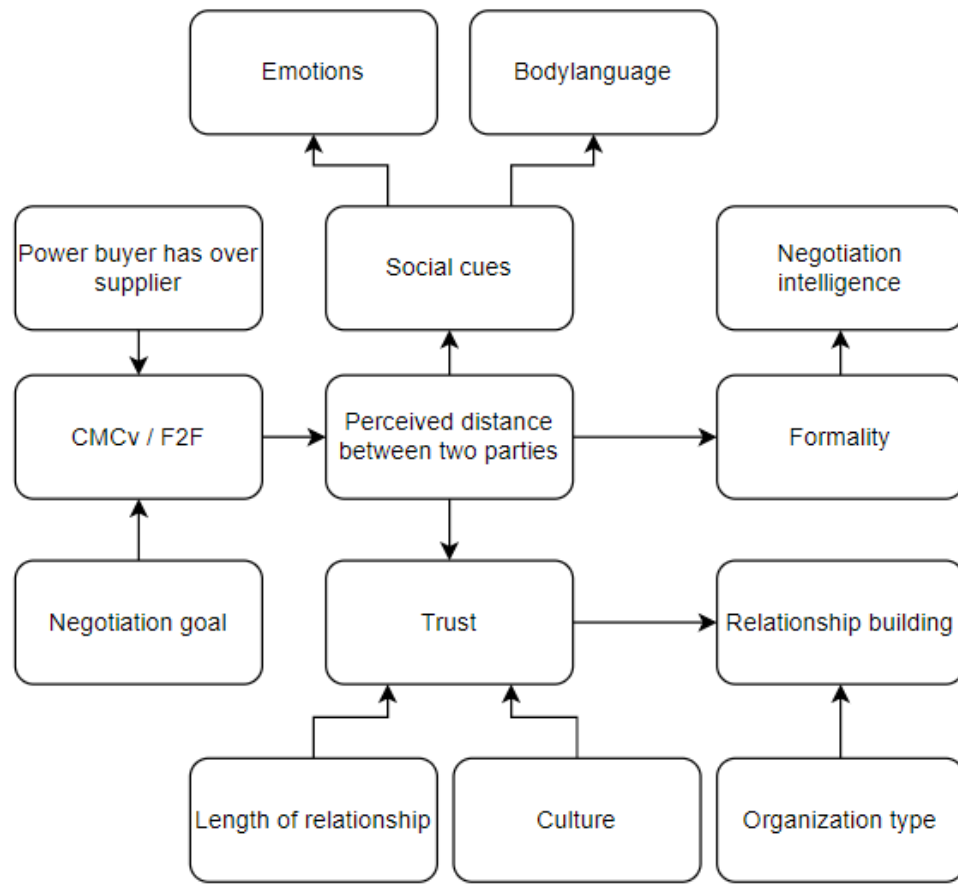 Emotions
Bodylanguage
Power buyer has over
supplier
Social cues
Negotiation
intelligence
CMCv / F2F
Perceived distance
between two parties
Formality
Negotiation goal
Trust
Relationship building
Length of relationship
Culture
Organization type